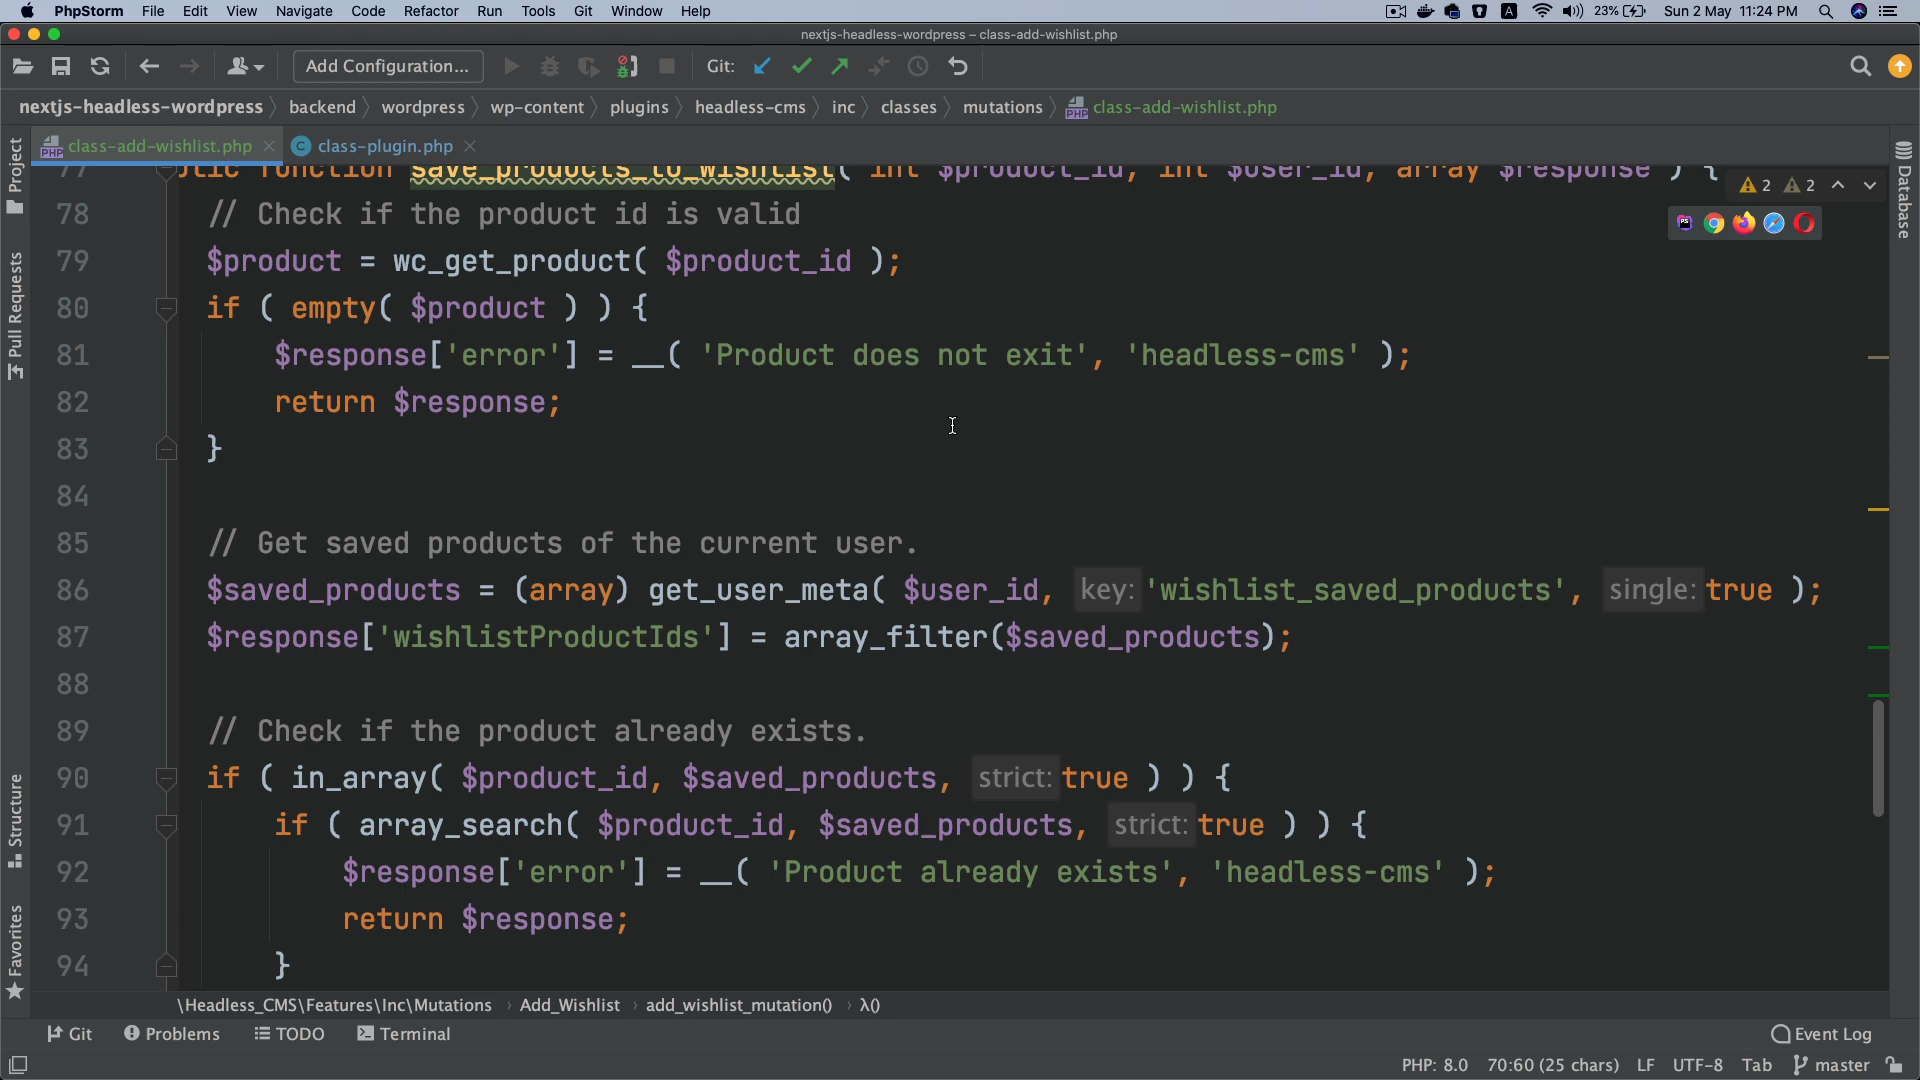 PhpStorm File Edit View Navigate Code Refactor Run Tools Git Window Help A 23% Sun 2 May 11:24 PM
nextjs-headless-wordpress – class-add-wishlist.php
Add Configuration... Git:
nextjs-headless-wordpress backend wordpress wp-content plugins headless-cms inc classes mutations class-add-wishlist.php
class-add-wishlist.php class-plugin.php
Project
Pull Requests
Structure
Favorites
Database
2 2
77 function save_products_to_wishlist( int $product_id, int $user_id, array $response ) {
78 // Check if the product id is valid
79 $product = wc_get_product( $product_id );
80 if ( empty( $product ) ) {
81 $response['error'] = __( 'Product does not exit', 'headless-cms' );
82 return $response;
83 }
84
85 // Get saved products of the current user.
86 $saved_products = (array) get_user_meta( $user_id, key: 'wishlist_saved_products', single: true );
87 $response['wishlistProductIds'] = array_filter($saved_products);
88
89 // Check if the product already exists.
90 if ( in_array( $product_id, $saved_products, strict: true ) ) {
91 if ( array_search( $product_id, $saved_products, strict: true ) ) {
92 $response['error'] = __( 'Product already exists', 'headless-cms' );
93 return $response;
94 }
\Headless_CMS\Features\Inc\Mutations › Add_Wishlist › add_wishlist_mutation() › λ()
Git Problems TODO Terminal Event Log
PHP: 8.0 70:60 (25 chars) LF UTF-8 Tab master